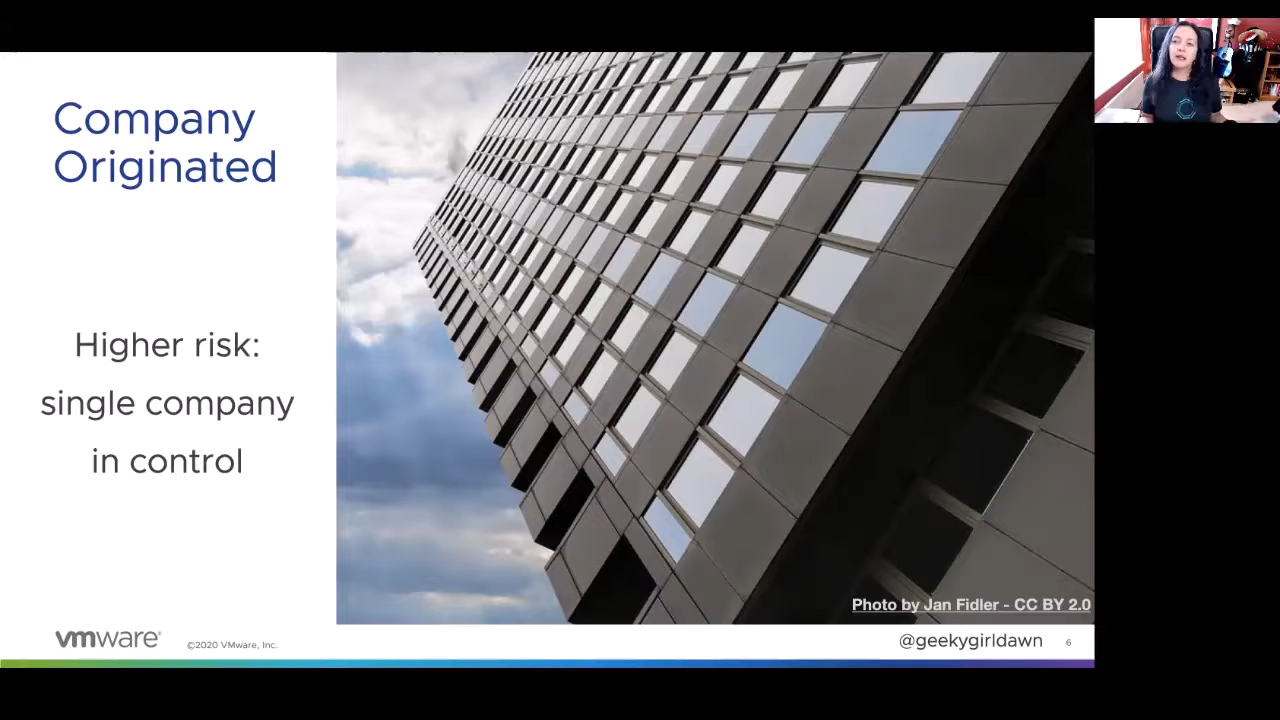 Company
Originated
Higher risk:
single company
in control
Photo by Jan Fidler - CC BY 2.0
vmware®
©2020 VMware, Inc.
@geekygirldawn
6